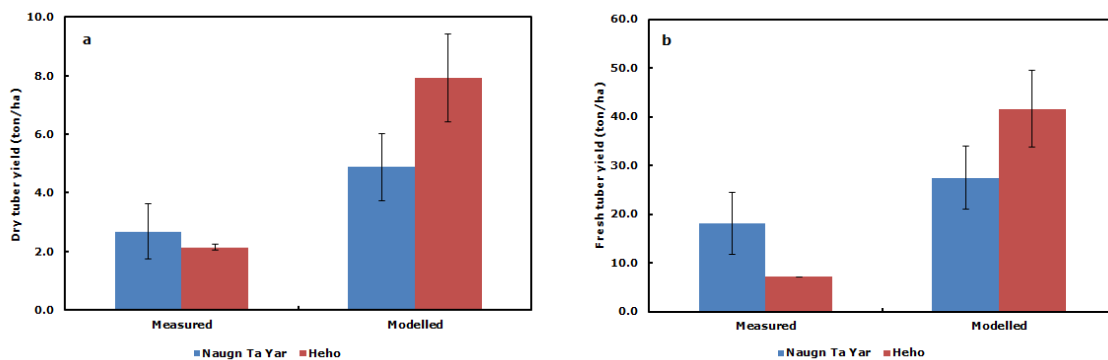 a
Dry tuber yield (ton/ha)
10.0
8.0
6.0
4.0
2.0
0.0
Measured Modelled
Naugn Ta Yar Heho
b
Fresh tuber yield (ton/ha)
60.0
50.0
40.0
30.0
20.0
10.0
0.0
Measured Modelled
Naugn Ta Yar Heho